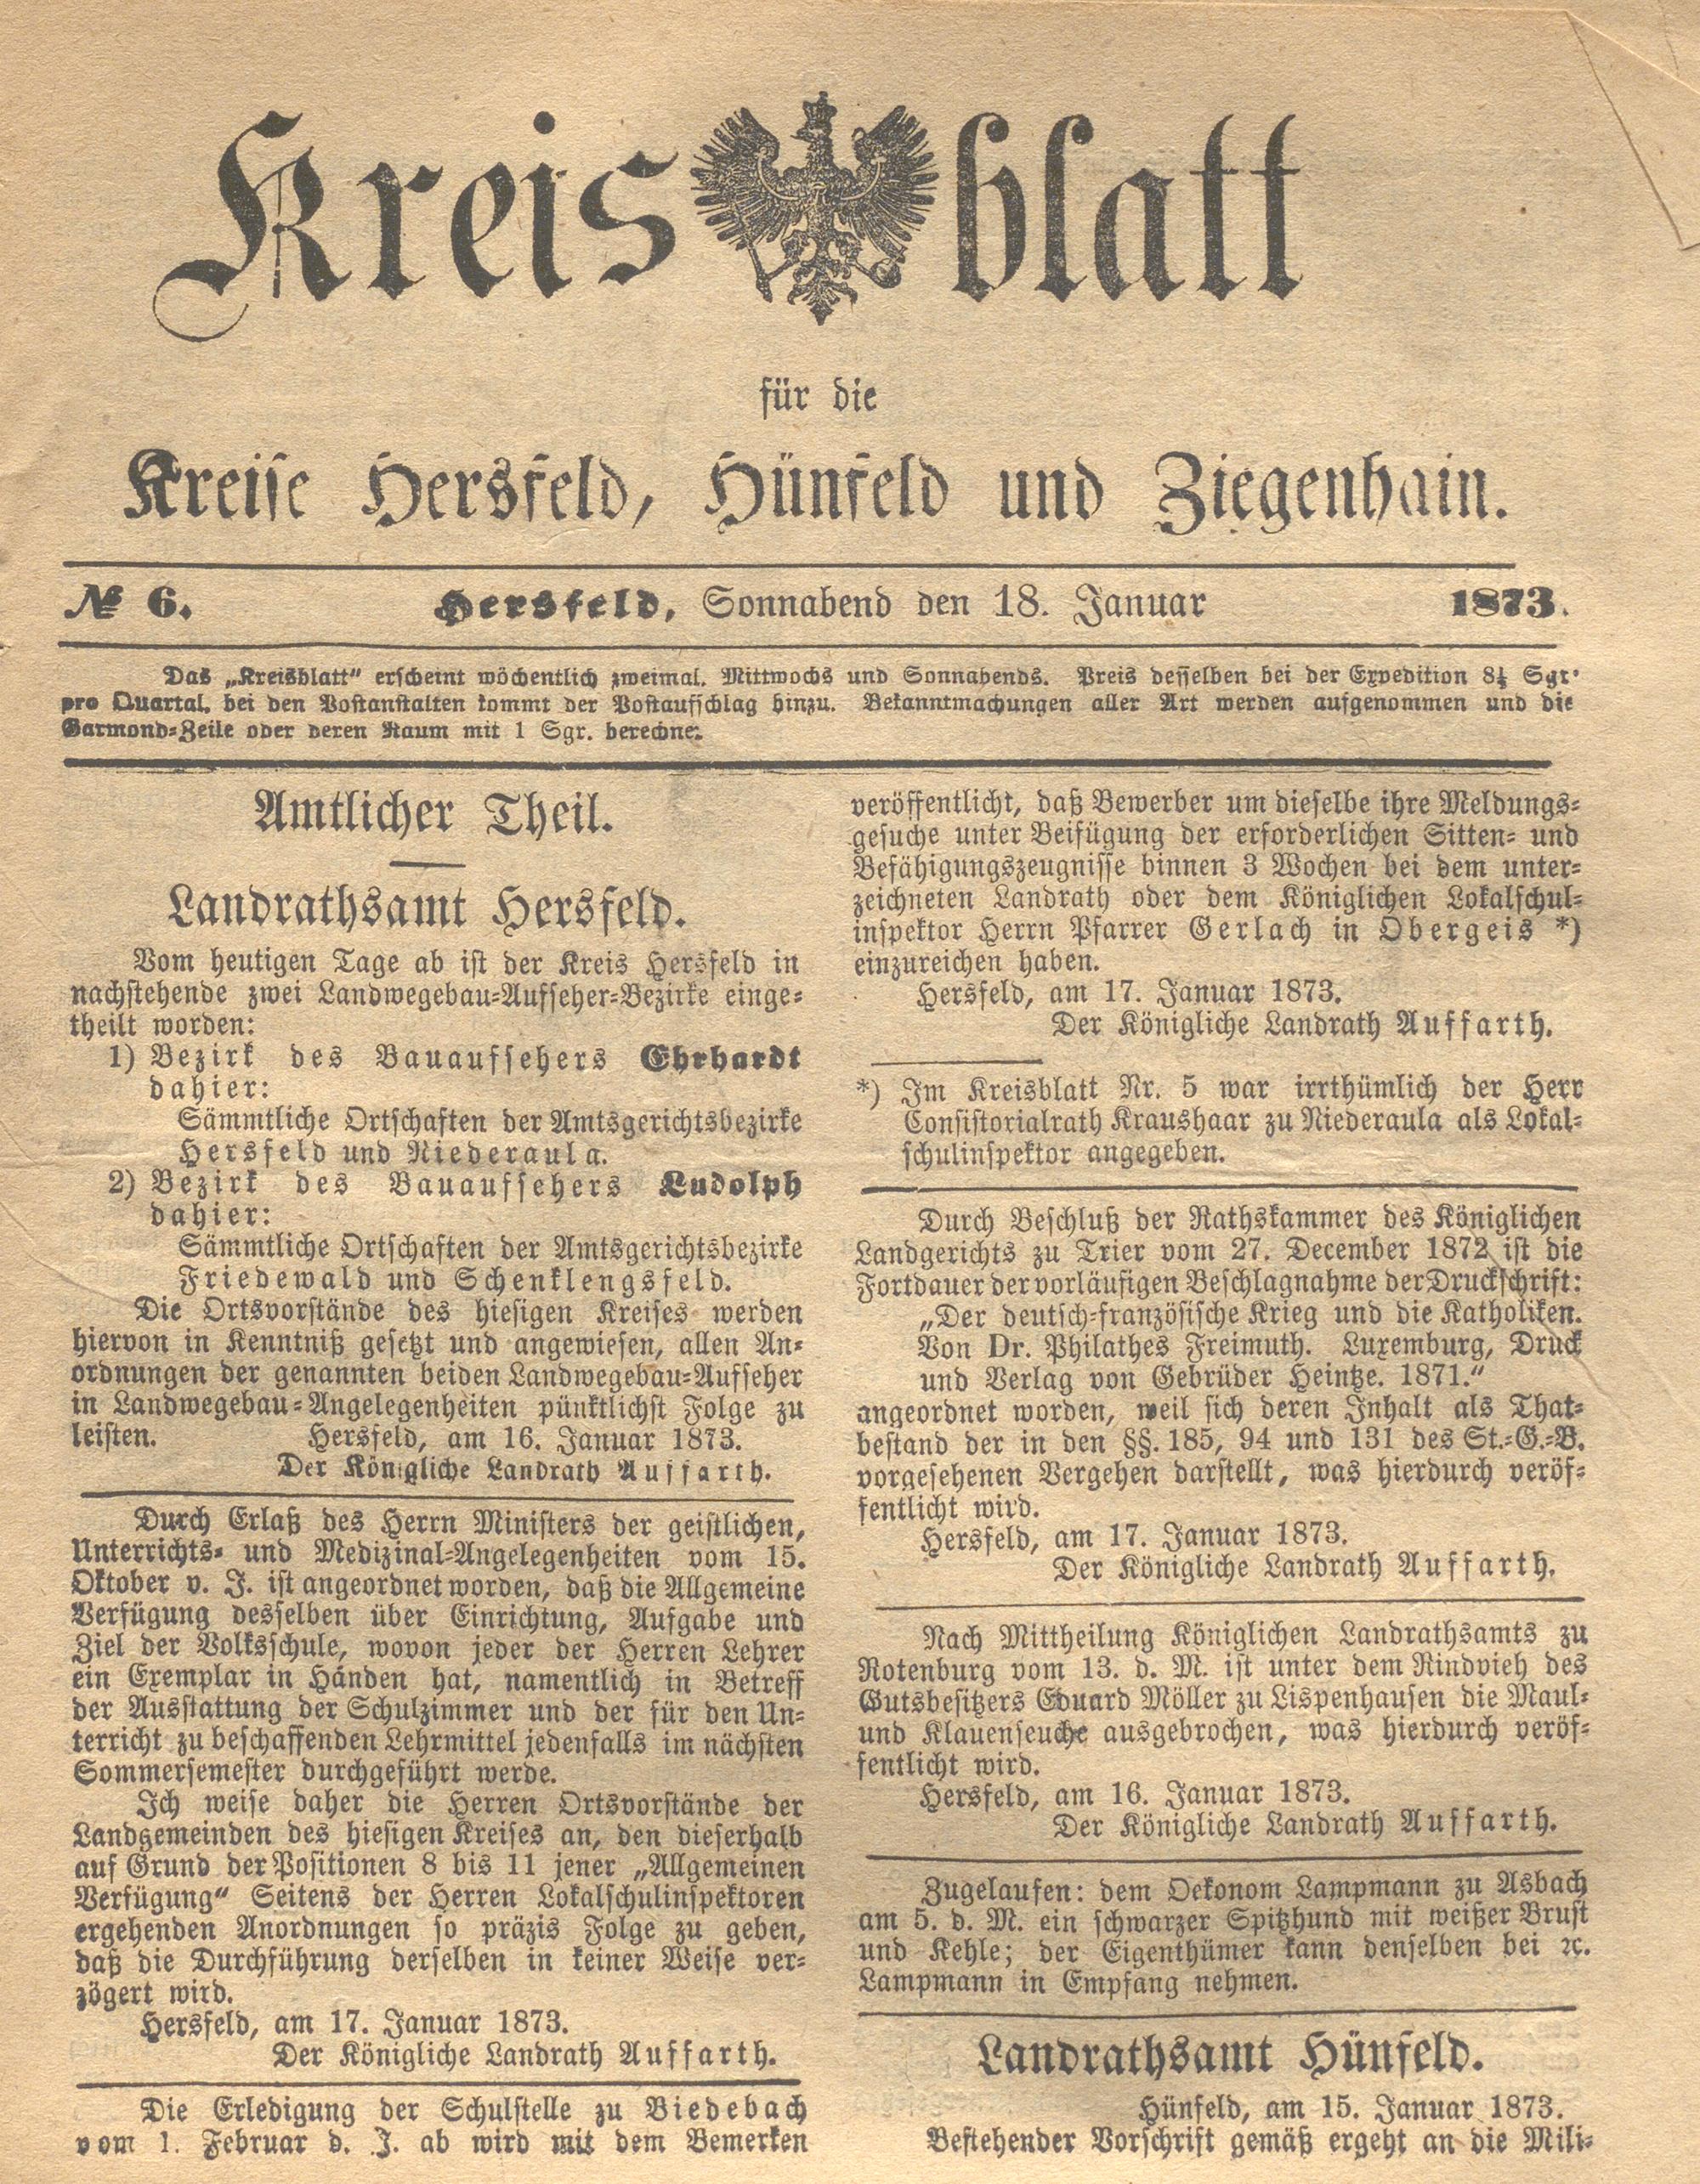 Kreisblatt
für die
Kreise Hersfeld, Hünfeld und Ziegenhain.
№ 6. Hersfeld, Sonnabend den 18. Januar 1873.
Das „Kreisblatt“ erscheint wöchentlich zweimal. Mittwochs und Sonnabends. Preis desselben bei der Expedition 8½ Sgr.
pro Quartal, bei den Postanstalten kommt der Postaufschlag hinzu. Bekanntmachungen aller Art werden aufgenommen und die
Garmond-Zeile oder deren Raum mit 1 Sgr. berechnet.
Amtlicher Theil.
Landrathsamt Hersfeld.
Vom heutigen Tage ab ist der Kreis Hersfeld in
nachstehende zwei Landwegebau-Aufseher-Bezirke einge-
theilt worden:
1) Bezirk des Bauaufsehers Ehrhardt
dahier:
Sämmtliche Ortschaften der Amtsgerichtsbezirke
Hersfeld und Niederaula.
2) Bezirk des Bauaufsehers Ludolph
dahier:
Sämmtliche Ortschaften der Amtsgerichtsbezirke
Friedewald und Schenklengsfeld.
Die Ortsvorstände des hiesigen Kreises werden
hiervon in Kenntniß gesetzt und angewiesen, allen An-
ordnungen der genannten beiden Landwegebau-Aufseher
in Landwegebau-Angelegenheiten pünktlichst Folge zu
leisten. Hersfeld, am 16. Januar 1873.
Der Königliche Landrath Auffarth.
Durch Erlaß des Herrn Ministers der geistlichen,
Unterrichts- und Medizinal-Angelegenheiten vom 15.
Oktober v. J. ist angeordnet worden, daß die Allgemeine
Verfügung desselben über Einrichtung, Aufgabe und
Ziel der Volksschule, wovon jeder der Herren Lehrer
ein Exemplar in Händen hat, namentlich in Betreff
der Ausstattung der Schulzimmer und der für den Un-
terricht zu beschaffenden Lehrmittel jedenfalls im nächsten
Sommersemester durchgeführt werde.
Ich weise daher die Herren Ortsvorstände der
Landgemeinden des hiesigen Kreises an, den dieserhalb
auf Grund der Positionen 8 bis 11 jener „Allgemeinen
Verfügung“ Seitens der Herren Lokalschulinspektoren
ergehenden Anordnungen so präzis Folge zu geben,
daß die Durchführung derselben in keiner Weise ver-
zögert wird.
Hersfeld, am 17. Januar 1873.
Der Königliche Landrath Auffarth.
Die Erledigung der Schulstelle zu Biedebach
vom 1. Februar d. J. ab wird mit dem Bemerken
veröffentlicht, daß Bewerber um dieselbe ihre Meldungs-
gesuche unter Beifügung der erforderlichen Sitten- und
Befähigungszeugnisse binnen 3 Wochen bei dem unter-
zeichneten Landrath oder dem Königlichen Lokalschul-
inspektor Herrn Pfarrer Gerlach in Obergeis *)
einzureichen haben.
Hersfeld, am 17. Januar 1873.
Der Königliche Landrath Auffarth.
*) Im Kreisblatt Nr. 5 war irrthümlich der Herr
Consistorialrath Kraushaar zu Niederaula als Lokal-
schulinspektor angegeben.
Durch Beschluß der Rathskammer des Königlichen
Landgerichts zu Trier vom 27. December 1872 ist die
Fortdauer der vorläufigen Beschlagnahme der Druckschrift:
„Der deutsch-französische Krieg und die Katholiken.
Von Dr. Philathes Freimuth. Luxemburg, Druck
und Verlag von Gebrüder Heintze. 1871.“
angeordnet worden, weil sich deren Inhalt als That-
bestand der in den §§. 185, 94 und 131 des St.-G.-B.
vorgesehenen Vergehen darstellt, was hierdurch veröf-
fentlicht wird.
Hersfeld, am 17. Januar 1873.
Der Königliche Landrath Auffarth.
Nach Mittheilung Königlichen Landrathsamts zu
Rotenburg vom 13. d. M. ist unter dem Rindvieh des
Gutsbesitzers Eduard Möller zu Lispenhausen die Maul-
und Klauenseuche ausgebrochen, was hierdurch veröf-
fentlicht wird.
Hersfeld, am 16. Januar 1873.
Der Königliche Landrath Auffarth.
Zugelaufen: dem Oekonom Lampmann zu Asbach
am 5. d. M. ein schwarzer Spitzhund mit weißer Brust
und Kehle; der Eigenthümer kann denselben bei ꝛc.
Lampmann in Empfang nehmen.
Landrathsamt Hünfeld.
Hünfeld, am 15. Januar 1873.
Bestehender Vorschrift gemäß ergeht an die Mili-